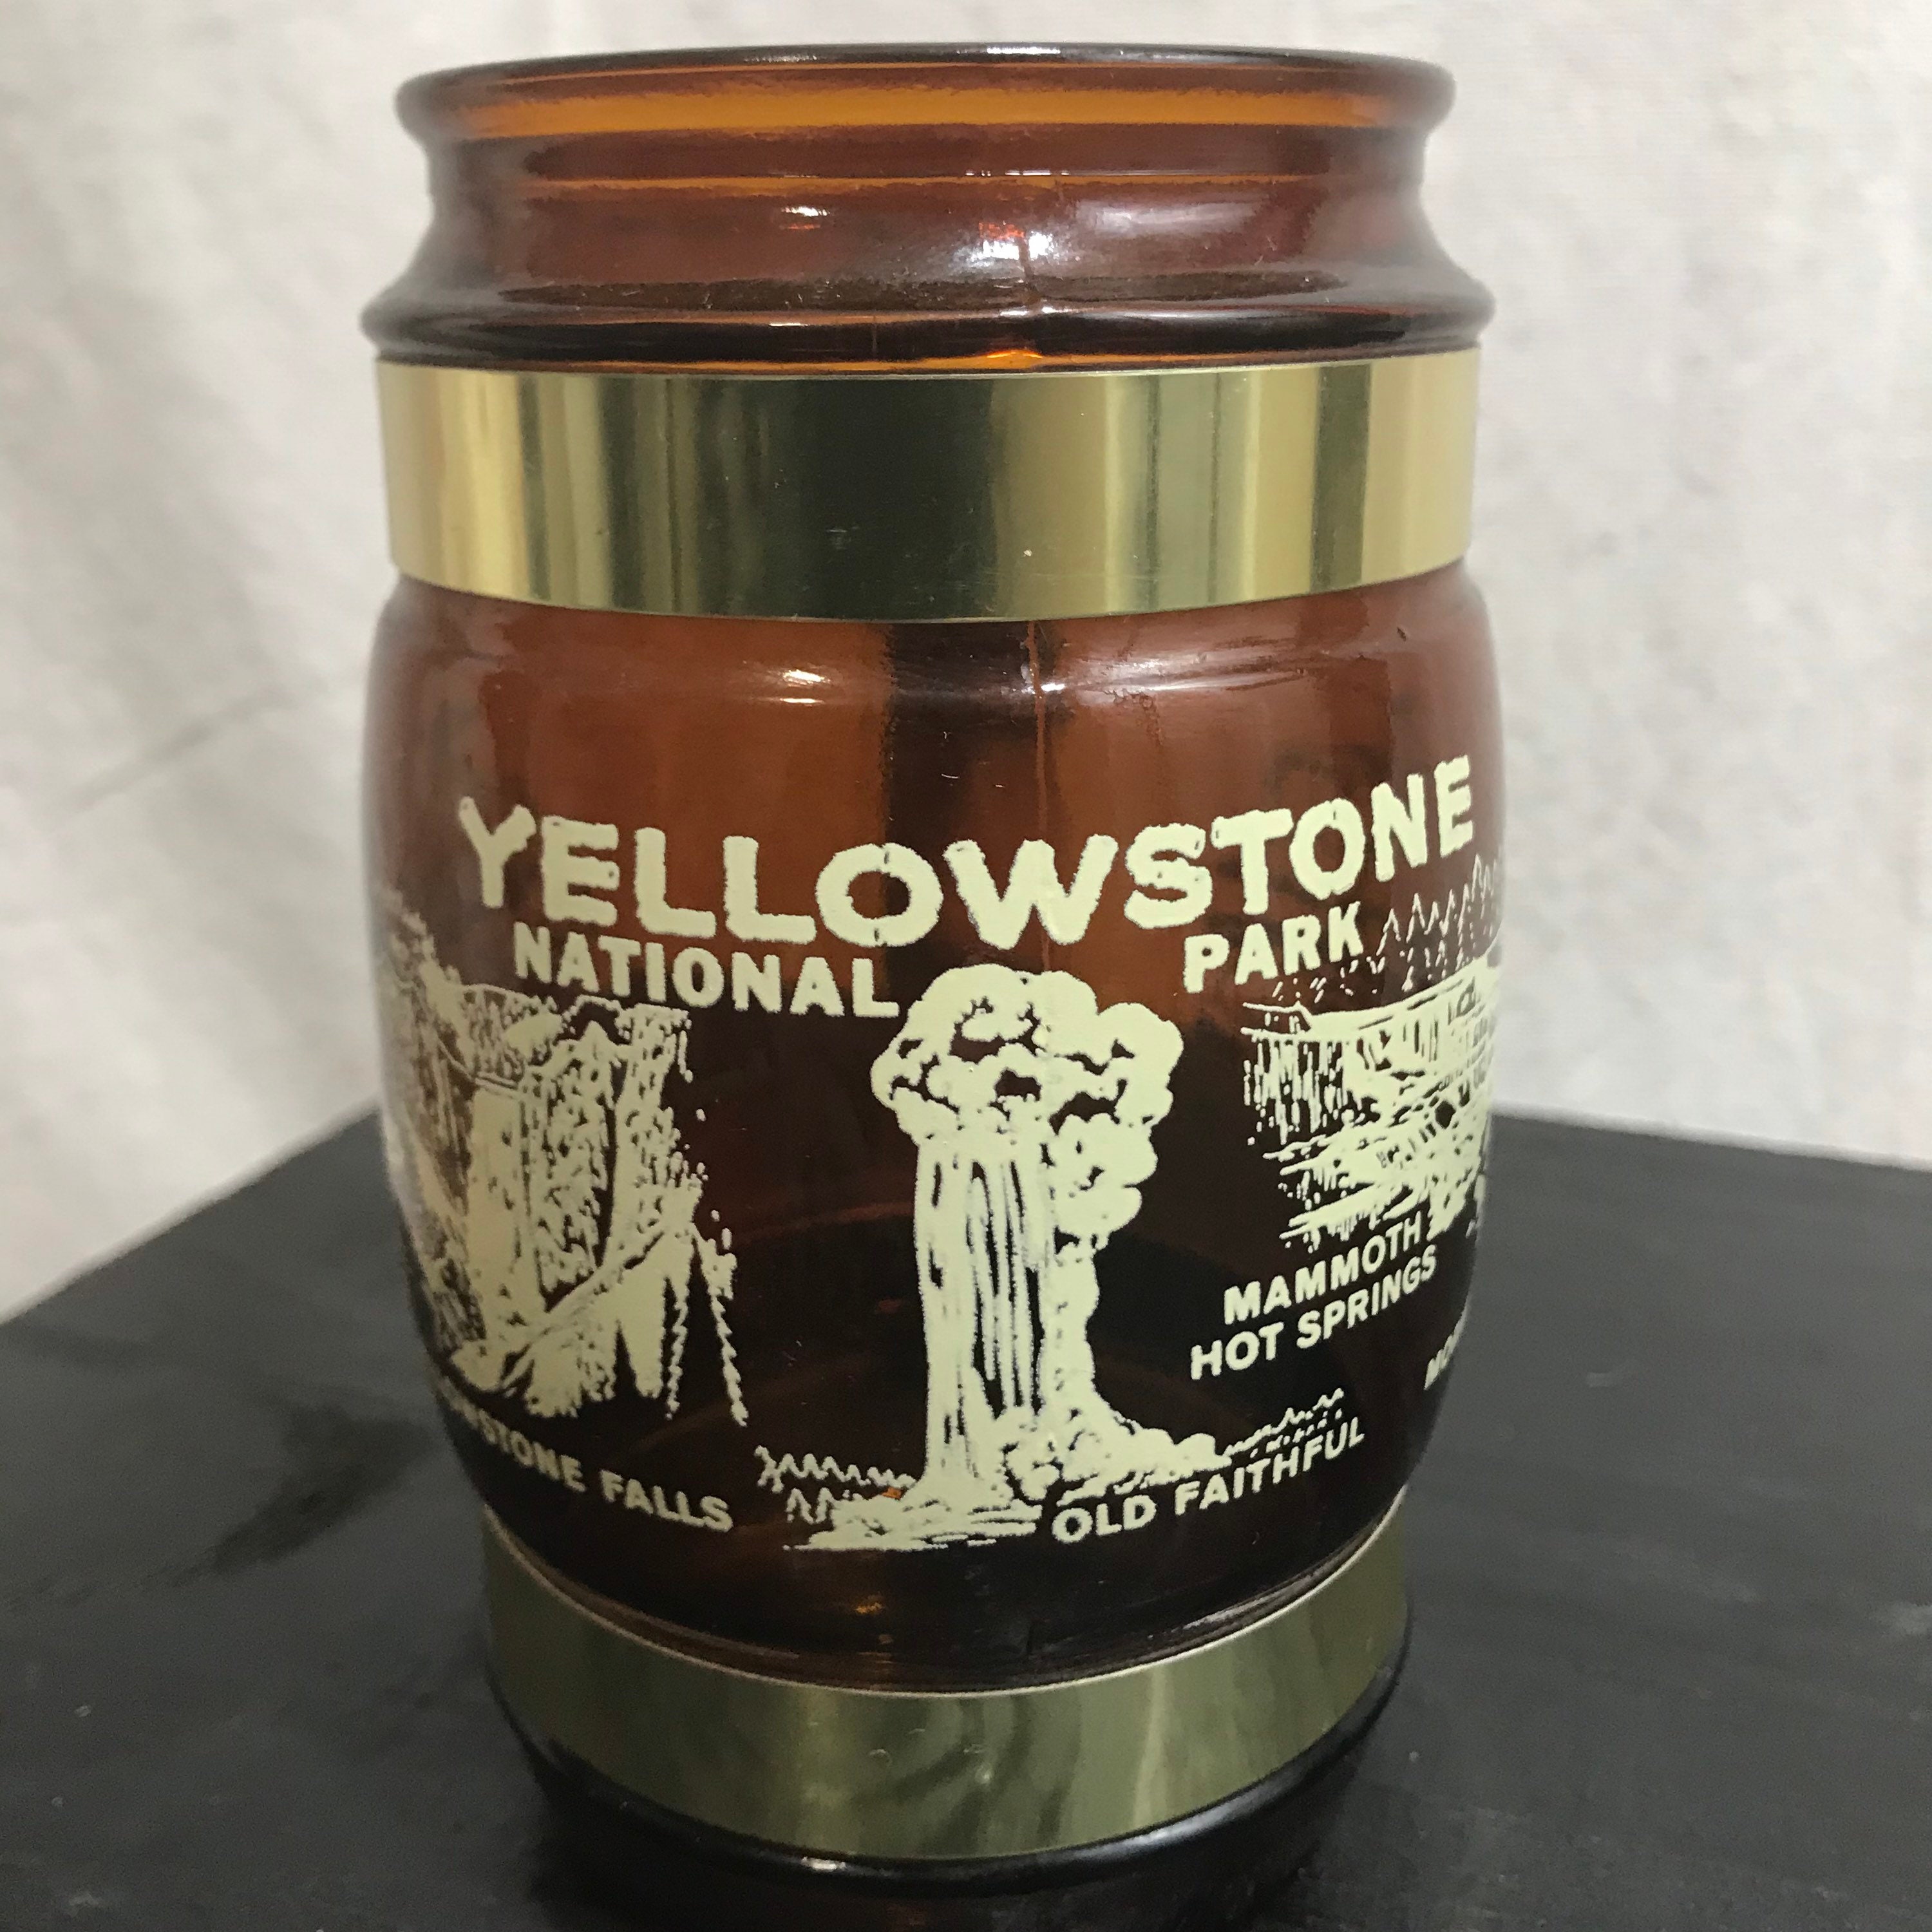 YELLOWSTONE
NATIONAL PARK
MAMMOTH
HOT SPRINGS
FALLS
OLD FAITHFUL